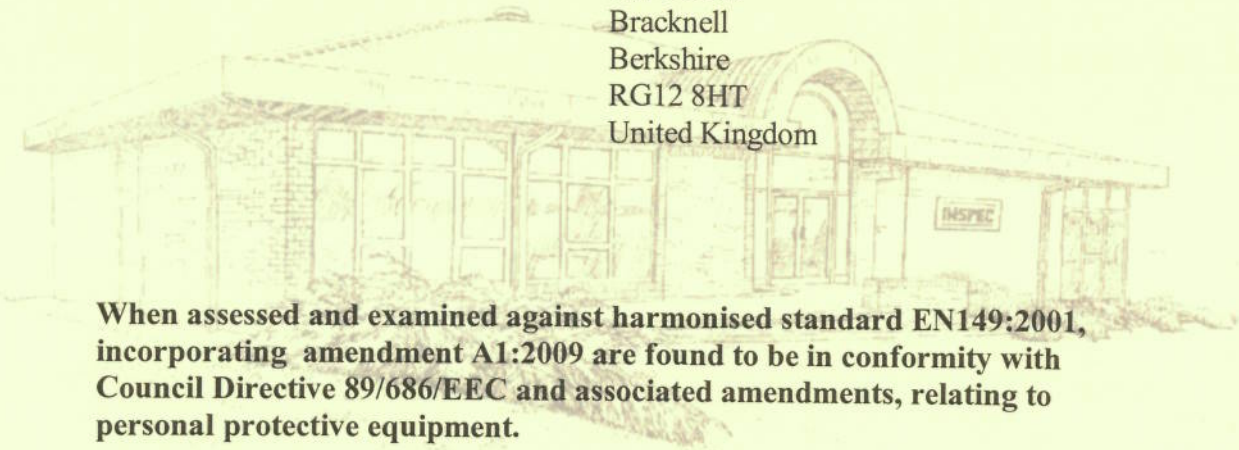 Bracknell
Berkshire
RG12 8HT
United Kingdom
INSPEC
When assessed and examined against harmonised standard EN149:2001,
incorporating amendment A1:2009 are found to be in conformity with
Council Directive 89/686/EEC and associated amendments, relating to
personal protective equipment.